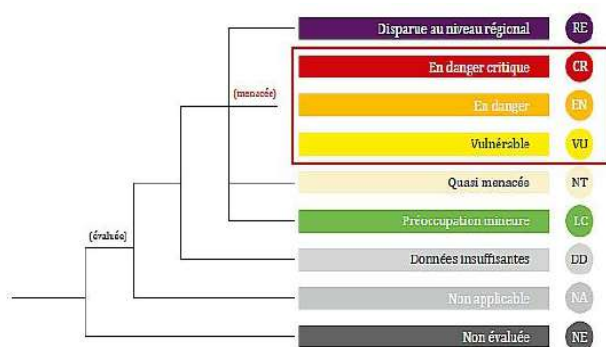 Disparue au niveau régional RE
En danger critique CR
(menacée)
En danger EN
Vulnérable VU
Quasi menacée NT
Préoccupation mineure LC
(évaluée)
Données insuffisantes DD
Non applicable NA
Non évaluée NE